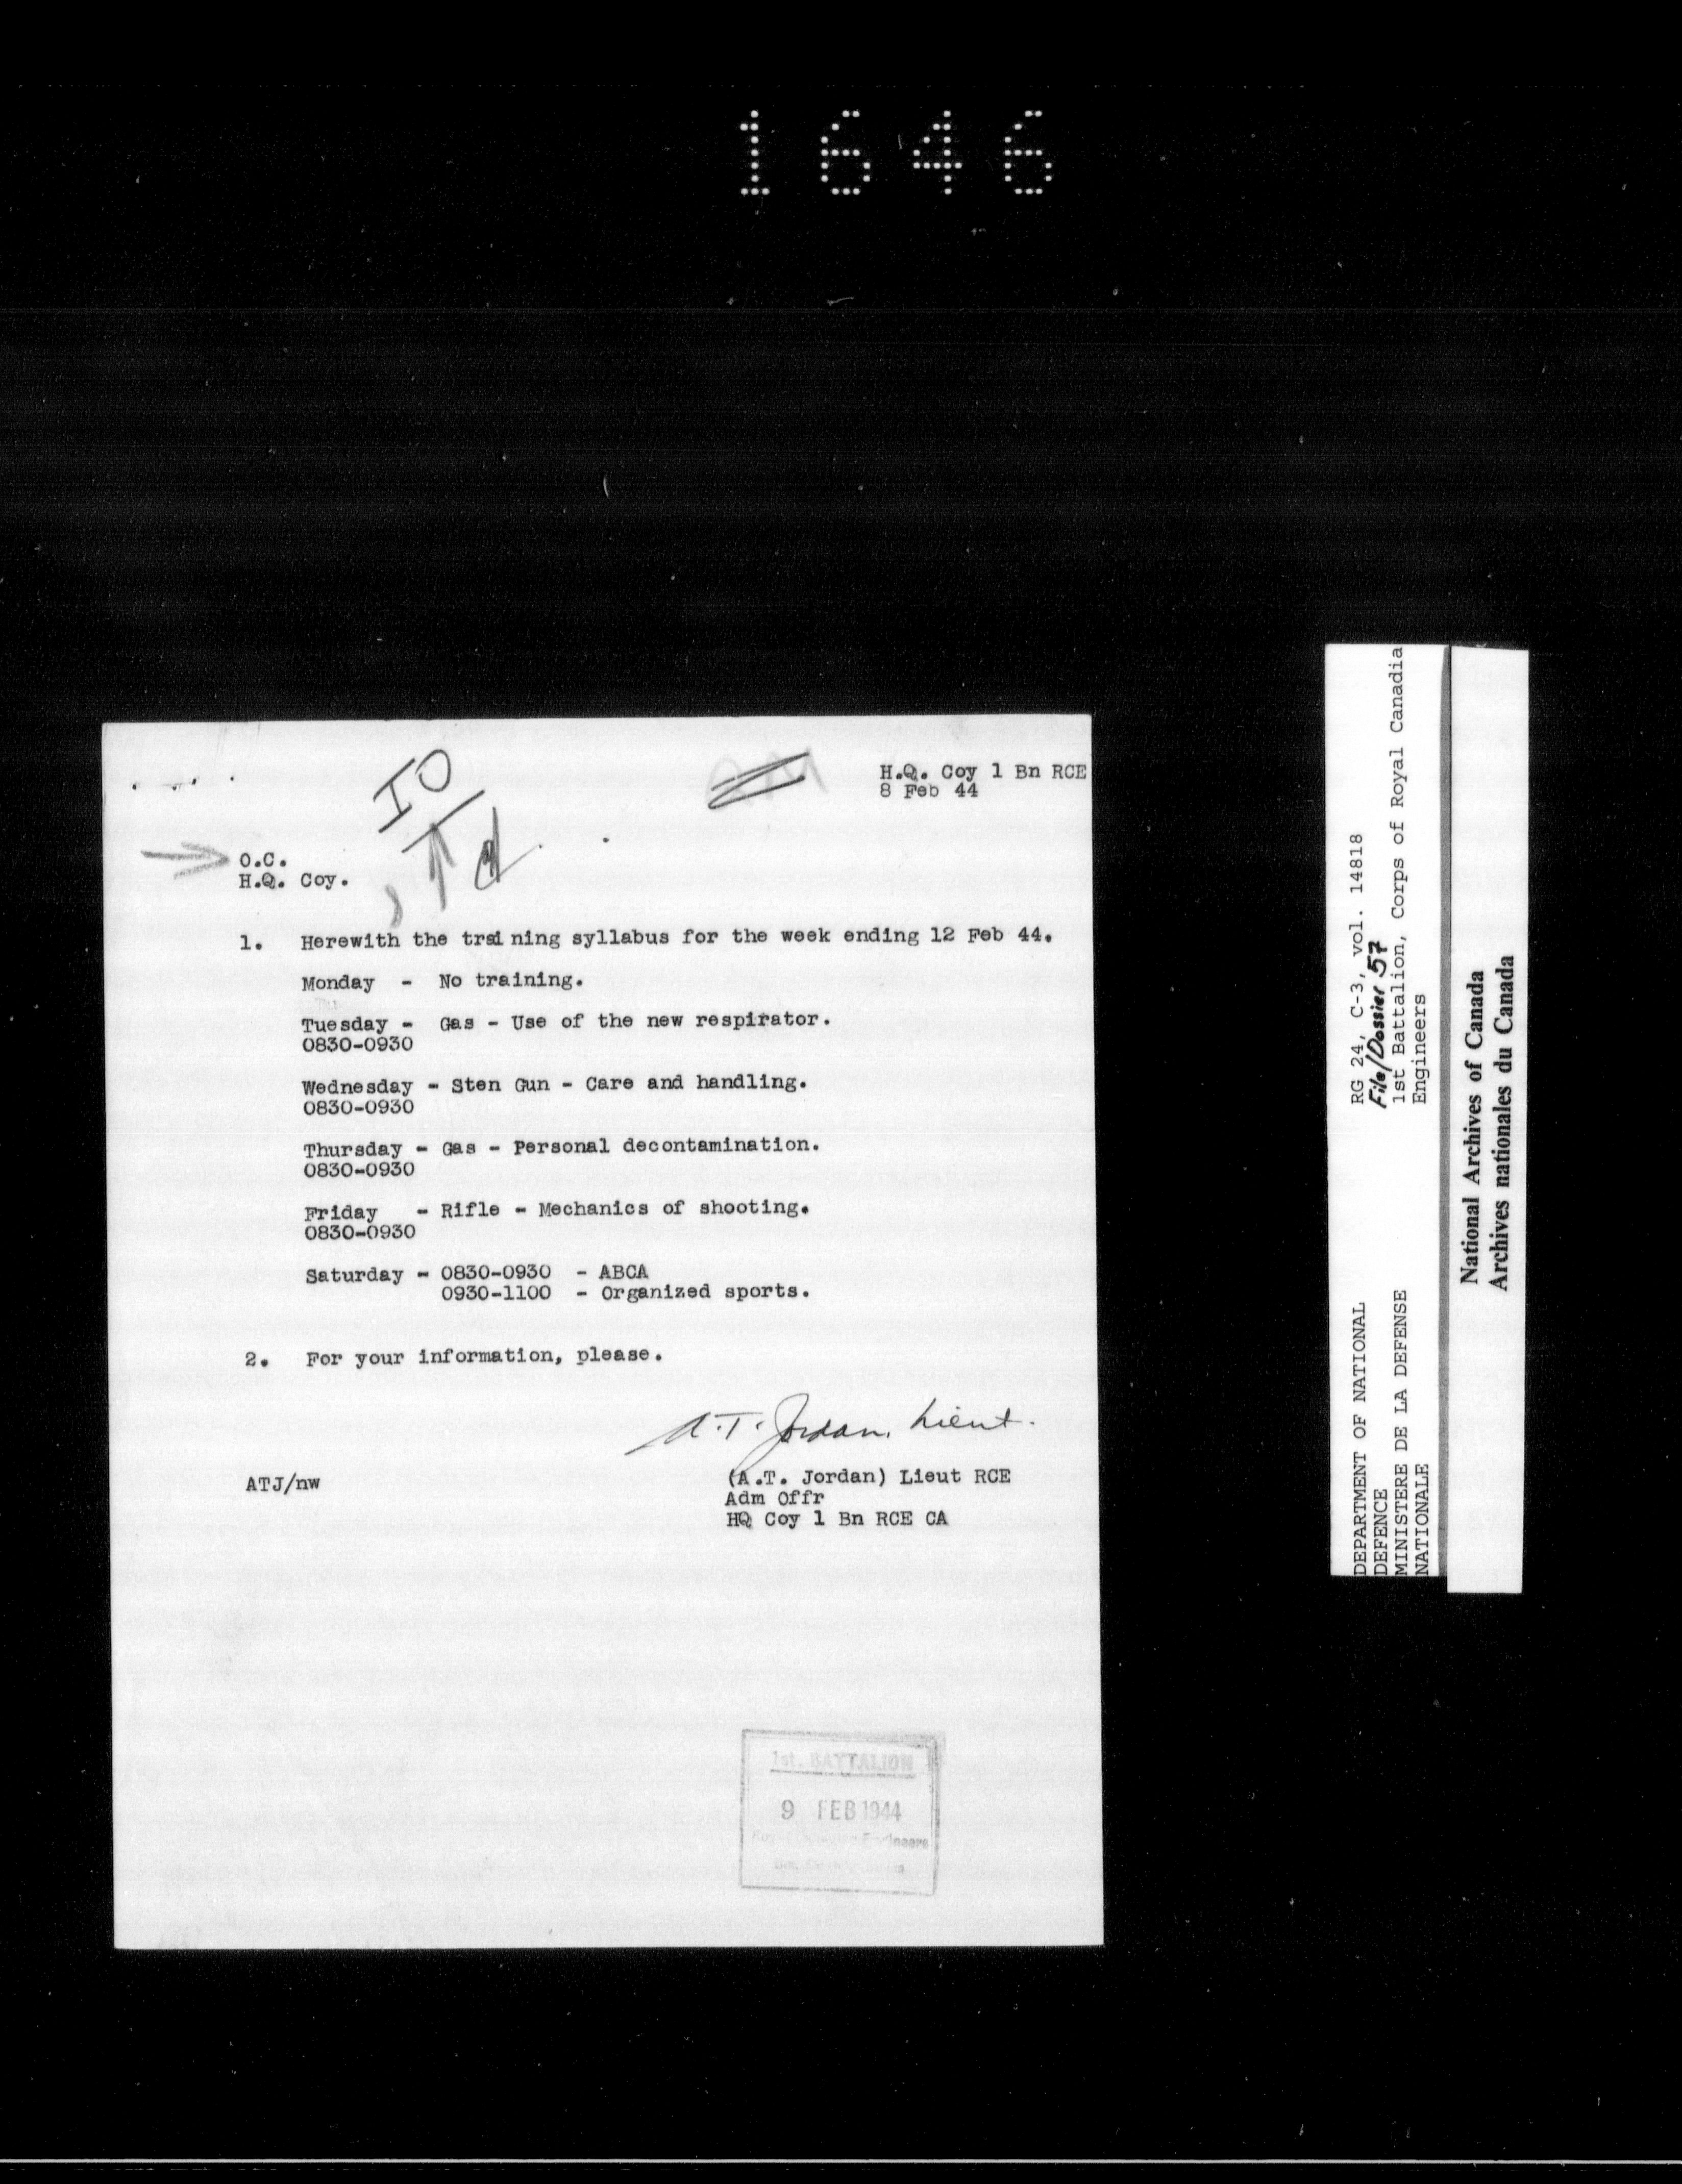 1646
IO
H.Q. Coy 1 Bn RCE
8 Feb 44
O.C.
H.Q. Coy.
1. Herewith the training syllabus for the week ending 12 Feb 44.
Monday - No training.
Tuesday - Gas - Use of the new respirator.
0830-0930
Wednesday - Sten Gun - Care and handling.
0830-0930
Thursday - Gas - Personal decontamination.
0830-0930
Friday - Rifle - Mechanics of shooting.
0830-0930
Saturday - 0830-0930 - ABCA
0930-1100 - Organized sports.
2. For your information, please.
A.T. Jordan, Lieut.
ATJ/nw
(A.T. Jordan) Lieut RCE
Adm Offr
HQ Coy 1 Bn RCE CA
1st. BATTALION
9 FEB 1944
Engineers
RG 24, C-3, vol. 14818
File/Dossier 57
1st Battalion, Corps of Royal Canadia
Engineers
DEPARTMENT OF NATIONAL
DEFENCE
MINISTERE DE LA DEFENSE
NATIONALE
National Archives of Canada
Archives nationales du Canada